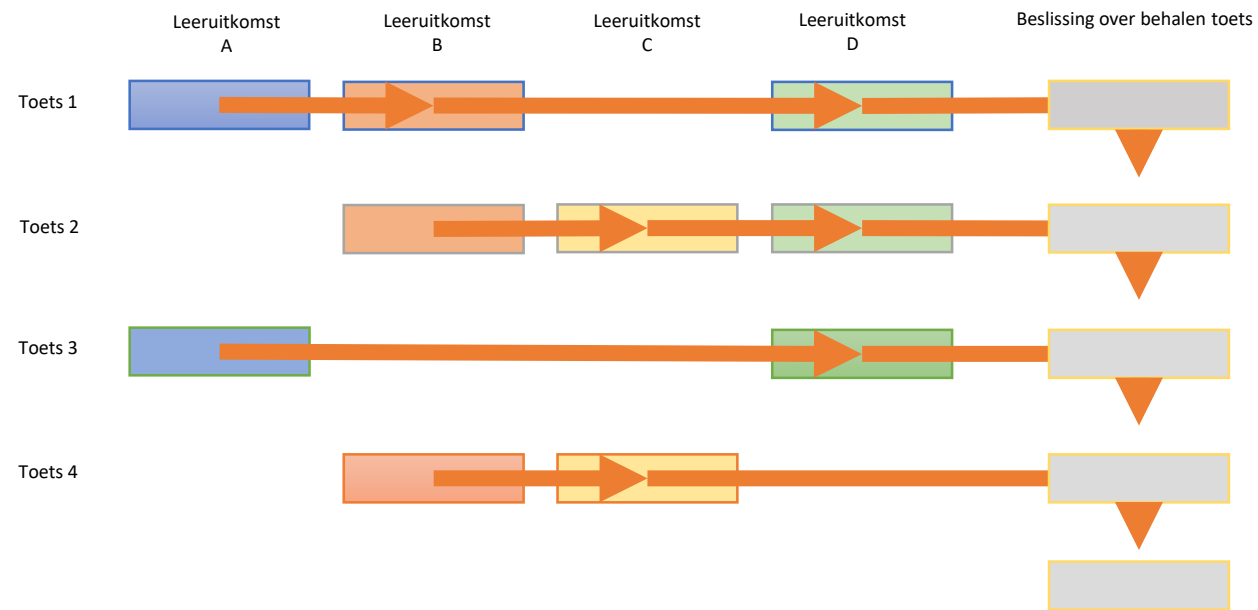 Leeruitkomst
A
Leeruitkomst
B
Leeruitkomst
C
Leeruitkomst
D
Beslissing over behalen toets
Toets 1
Toets 2
Toets 3
Toets 4